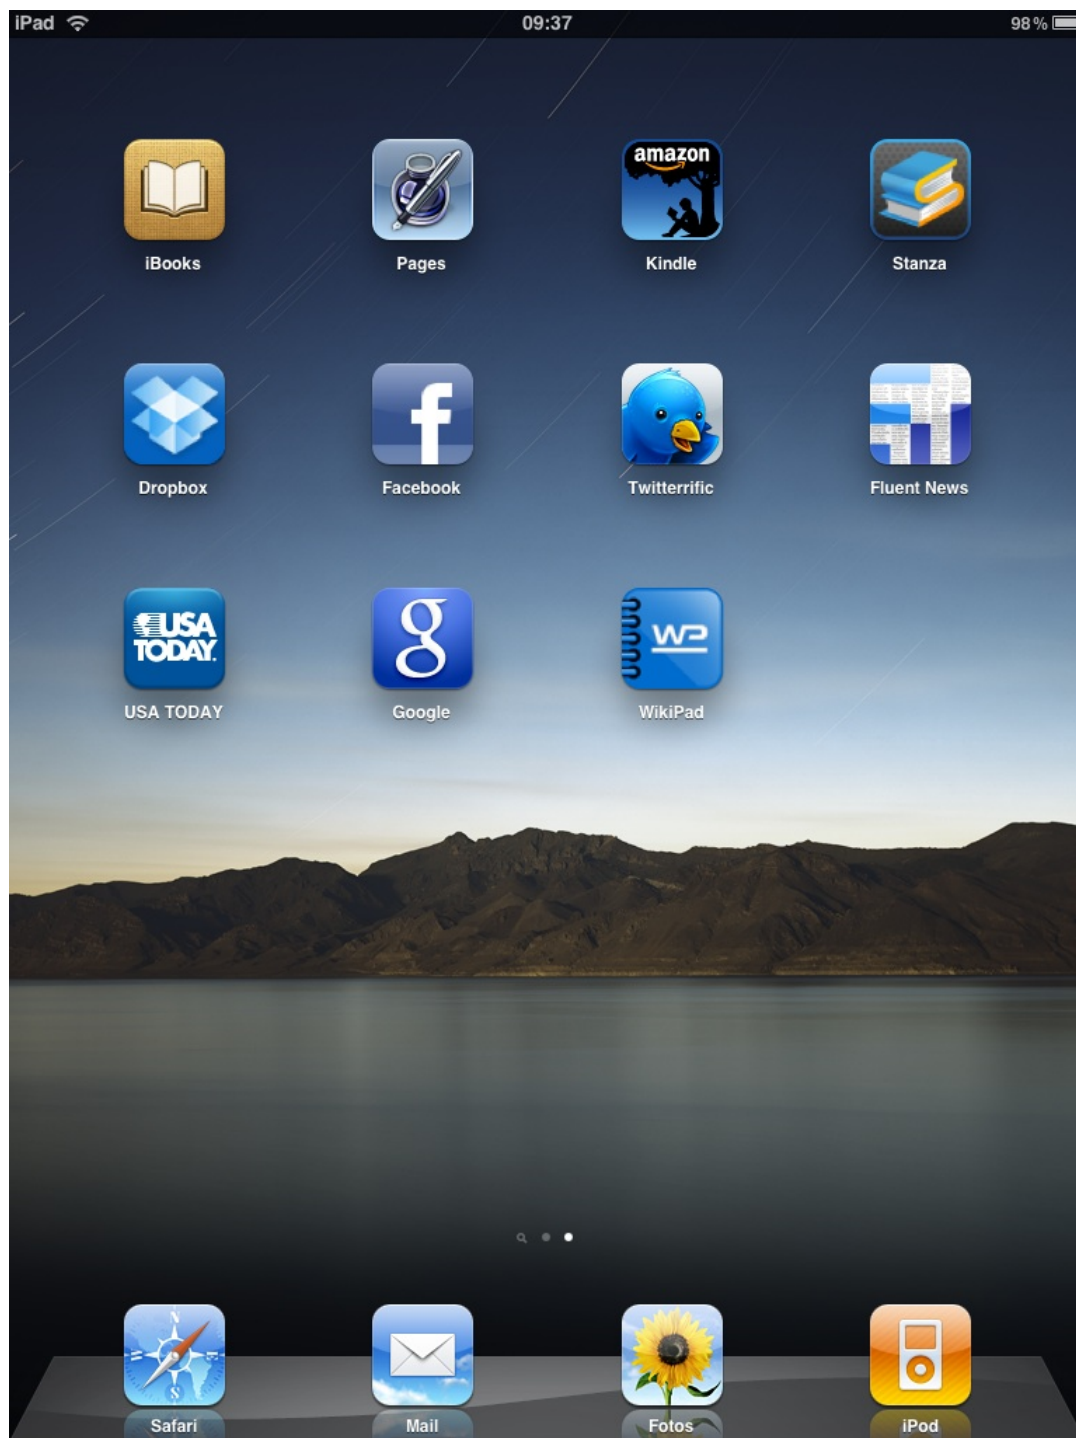 iPad 09:37 98 %
amazon
iBooks Pages Kindle Stanza
f
Dropbox Facebook Twitterrific Fluent News
USA
TODAY.
g
WP
USA TODAY Google WikiPad
N
W E
S
Safari Mail Fotos iPod